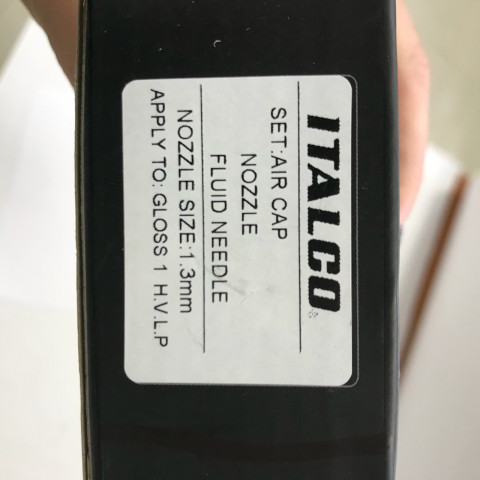 ITALCO
SET:AIR CAP
NOZZLE
FLUID NEEDLE
NOZZLE SIZE:1.3mm
APPLY TO: GLOSS 1 H.V.L.P